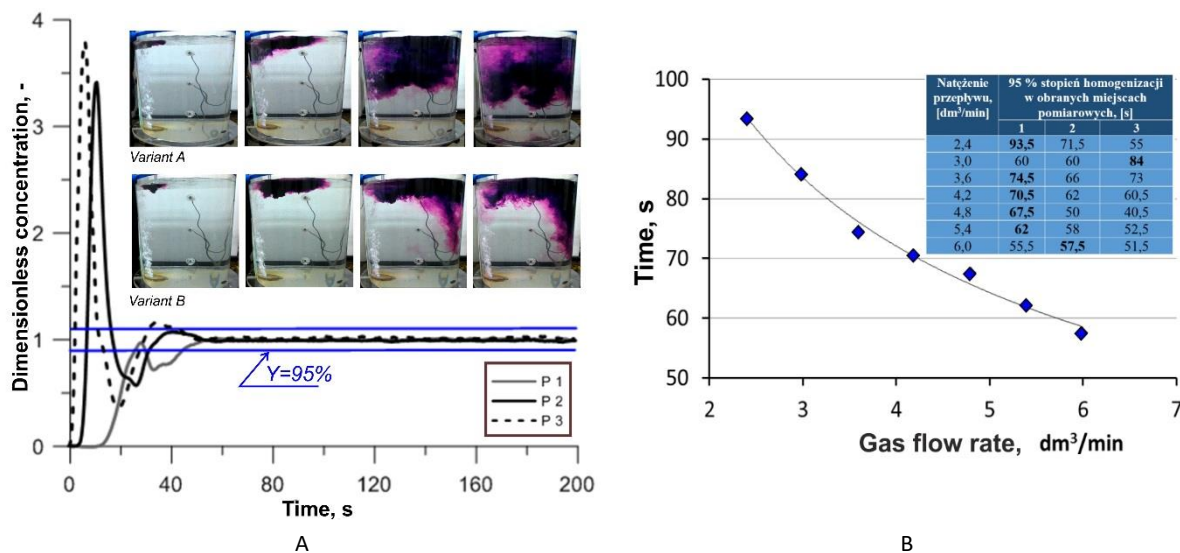 4
3
2
1
0
Dimensionless concentration, -
Variant A
Variant B
Y=95%
P 1
P 2
P 3
0 40 80 120 160 200
Time, s
A
100
90
80
70
60
50
Time, s
Natężenie przepływu, [dm³/min]
95 % stopień homogenizacji
w obranych miejscach
pomiarowych, [s]
1 2 3
2,4 93,5 71,5 55
3,0 60 60 84
3,6 74,5 66 73
4,2 70,5 62 60,5
4,8 67,5 50 40,5
5,4 62 58 52,5
6,0 55,5 57,5 51,5
2 3 4 5 6 7
Gas flow rate, dm³/min
B